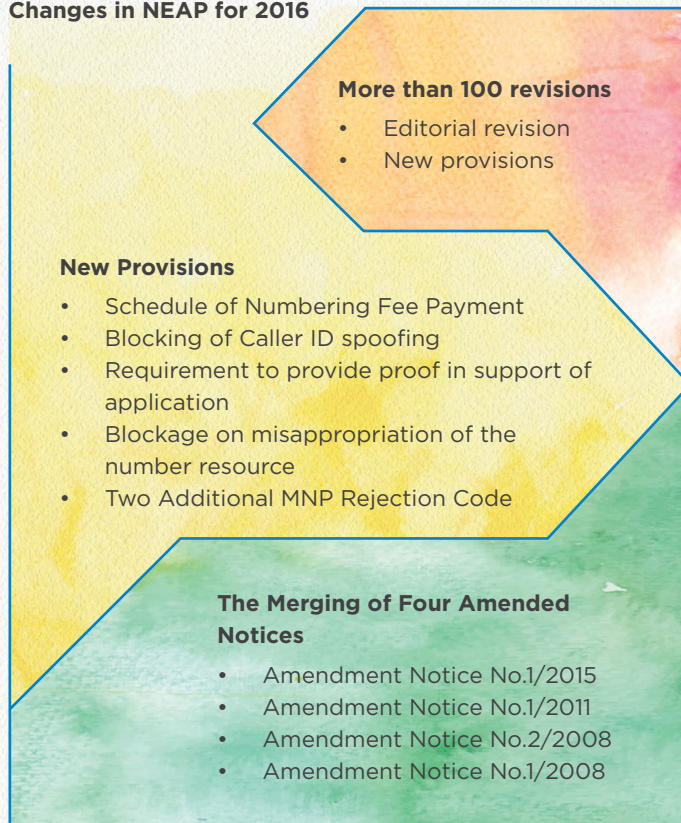 Changes in NEAP for 2016
More than 100 revisions
• Editorial revision
• New provisions
New Provisions
• Schedule of Numbering Fee Payment
• Blocking of Caller ID spoofing
• Requirement to provide proof in support of
application
• Blockage on misappropriation of the
number resource
• Two Additional MNP Rejection Code
The Merging of Four Amended
Notices
• Amendment Notice No.1/2015
• Amendment Notice No.1/2011
• Amendment Notice No.2/2008
• Amendment Notice No.1/2008